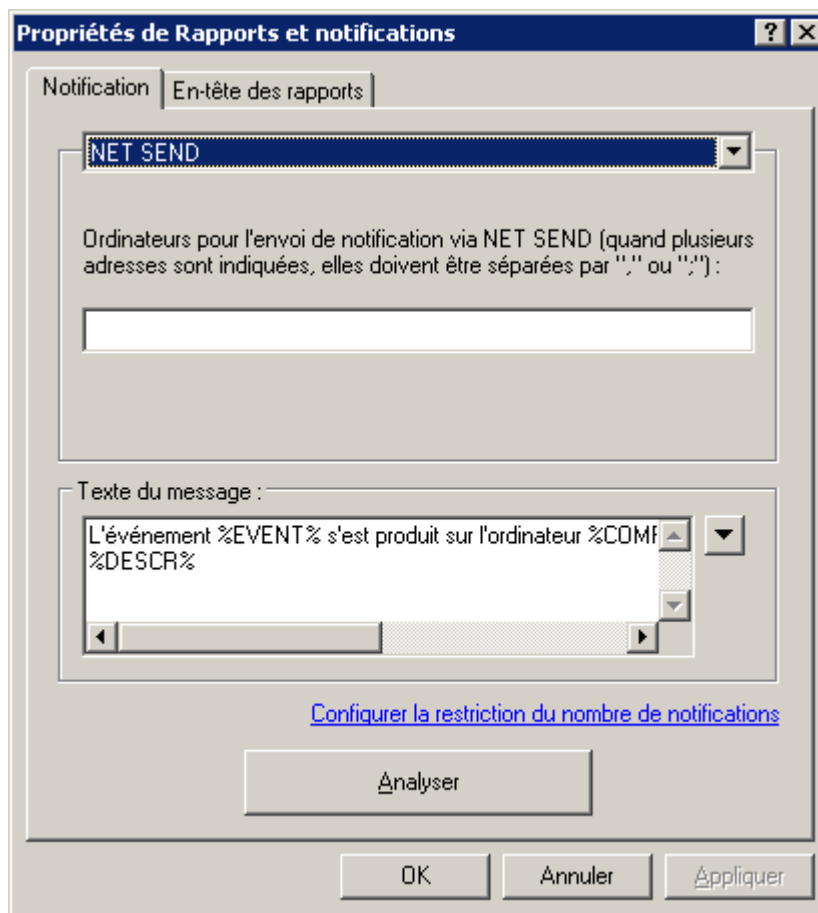 Propriétés de Rapports et notifications
Notification
En-tête des rapports
NET SEND
Ordinateurs pour l'envoi de notification via NET SEND (quand plusieurs
adresses sont indiquées, elles doivent être séparées par "," ou ";") :
Texte du message :
L'événement %EVENT% s'est produit sur l'ordinateur
%DESCR%
Configurer la restriction du nombre de notifications
Analyser
OK
Annuler
Appliquer